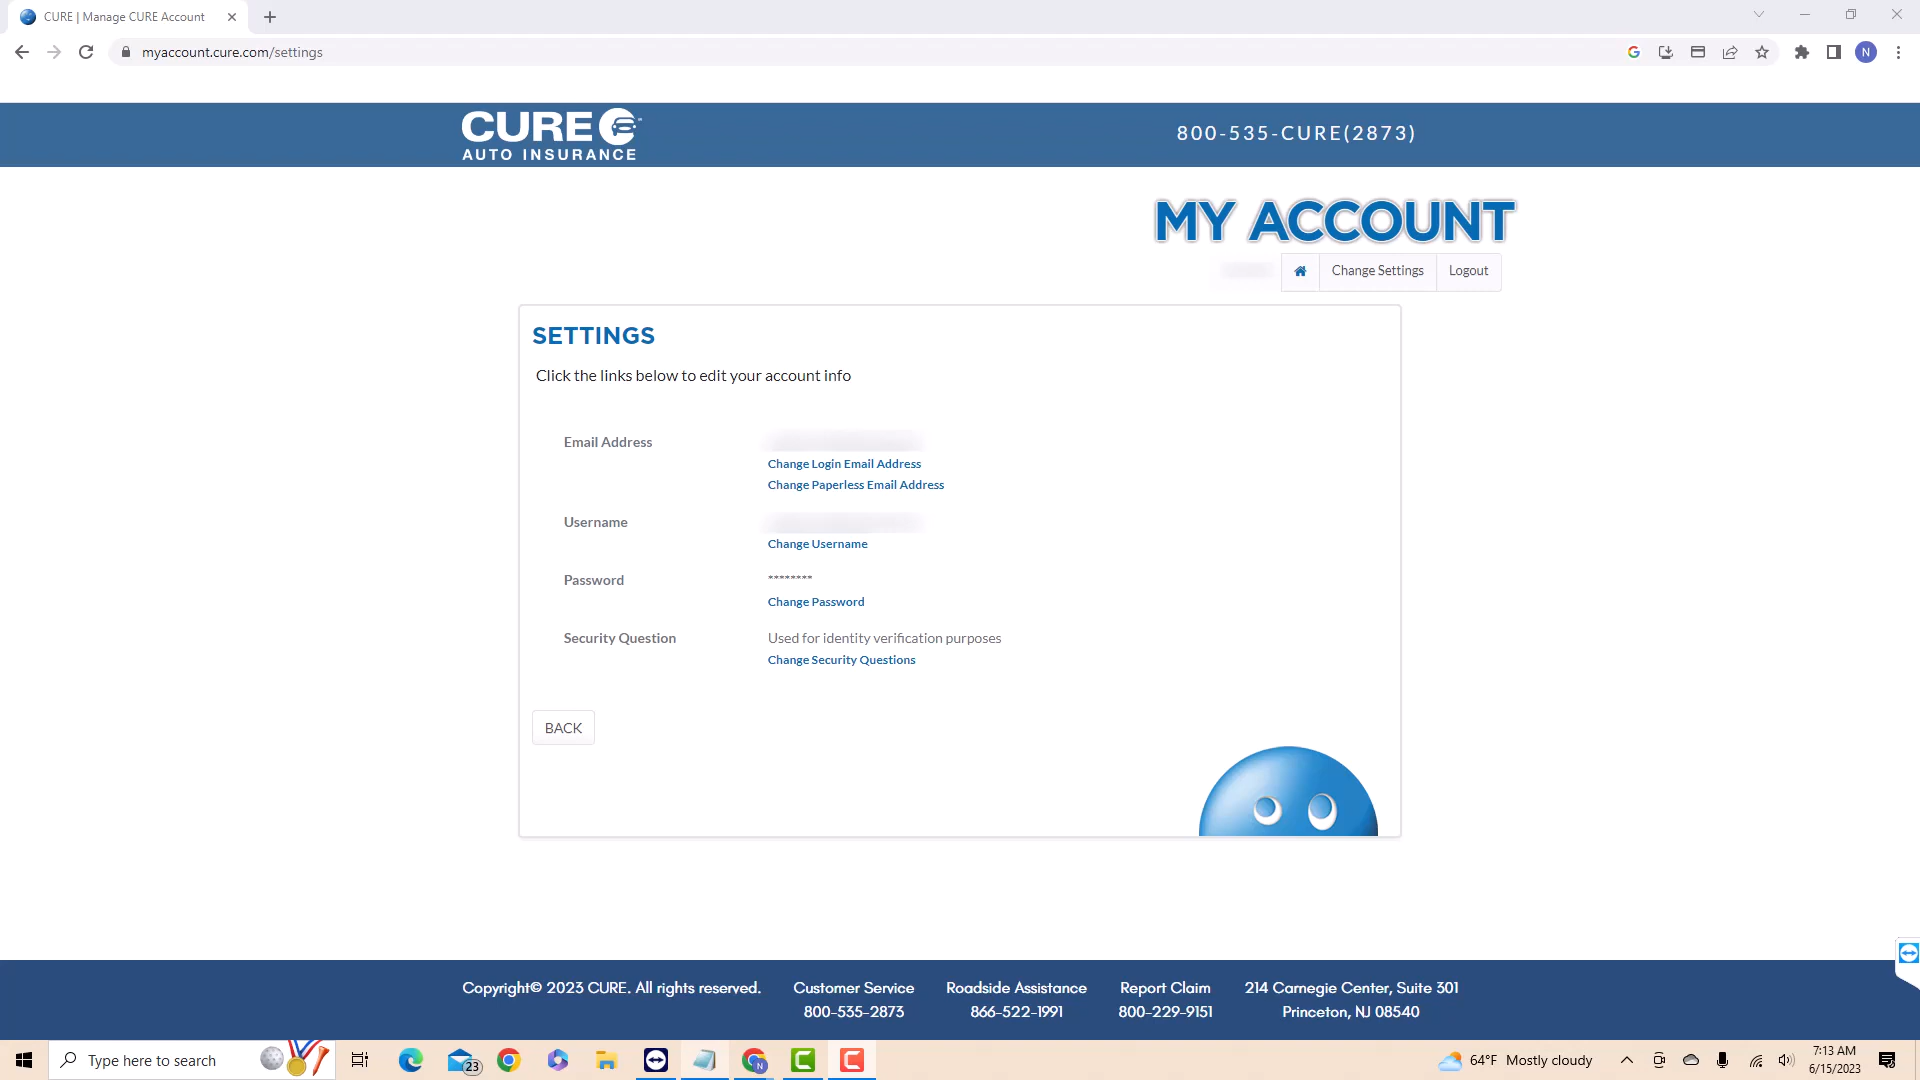 CURE | Manage CURE Account
myaccount.cure.com/settings
N
CURE
AUTO INSURANCE
800-535-CURE(2873)
MY ACCOUNT
Change Settings
Logout
SETTINGS
Click the links below to edit your account info
Email Address
Change Login Email Address
Change Paperless Email Address
Username
Change Username
Password
********
Change Password
Security Question
Used for identity verification purposes
Change Security Questions
BACK
Copyright© 2023 CURE. All rights reserved.
Customer Service
800-535-2873
Roadside Assistance
866-522-1991
Report Claim
800-229-9151
214 Carnegie Center, Suite 301
Princeton, NJ 08540
Type here to search
23
N
64°F Mostly cloudy
7:13 AM
6/15/2023